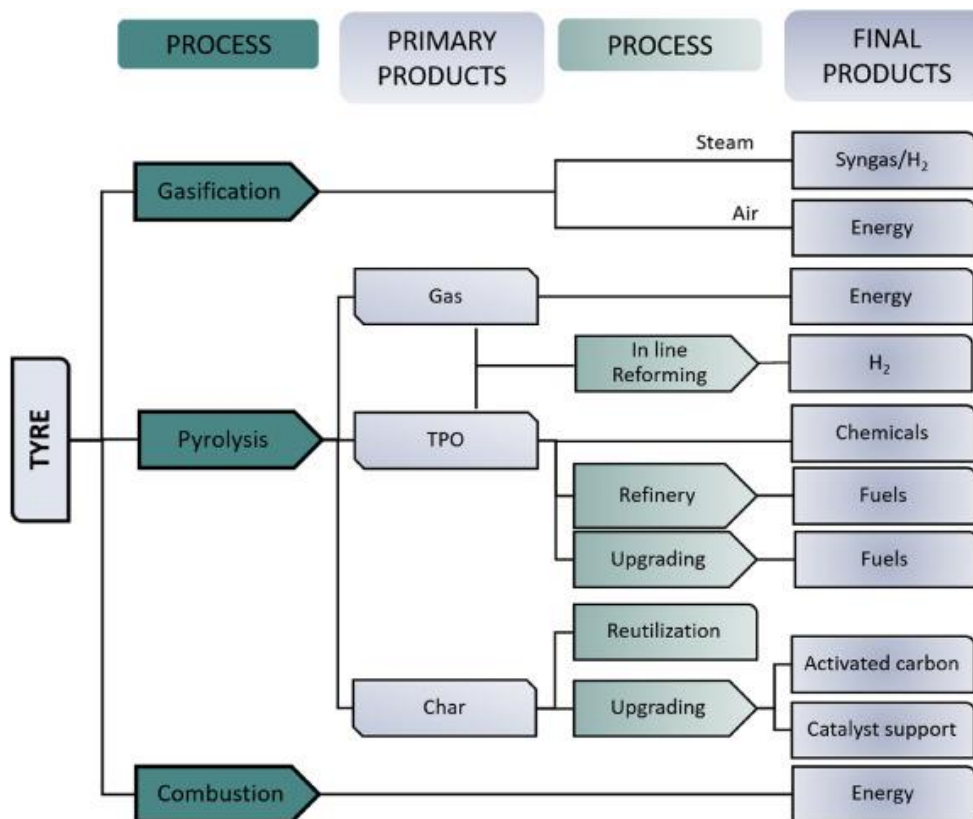 PROCESS
PRIMARY
PRODUCTS
PROCESS
FINAL
PRODUCTS
Steam
Syngas/H₂
Gasification
Air
Energy
Gas
Energy
In line
Reforming
H₂
TYRE
Pyrolysis
TPO
Chemicals
Refinery
Fuels
Upgrading
Fuels
Reutilization
Char
Upgrading
Activated carbon
Catalyst support
Combustion
Energy